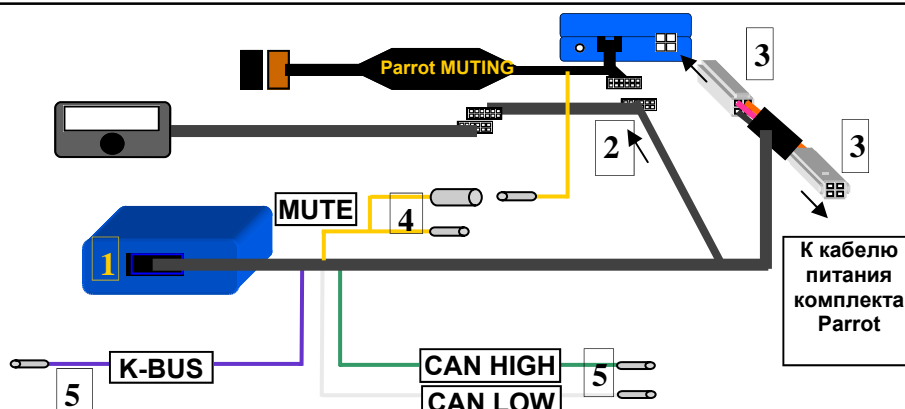 Parrot MUTING
3
2
3
MUTE
4
1
К кабелю
питания
комплекта
Parrot
K-BUS
5
CAN HIGH
5
CAN LOW